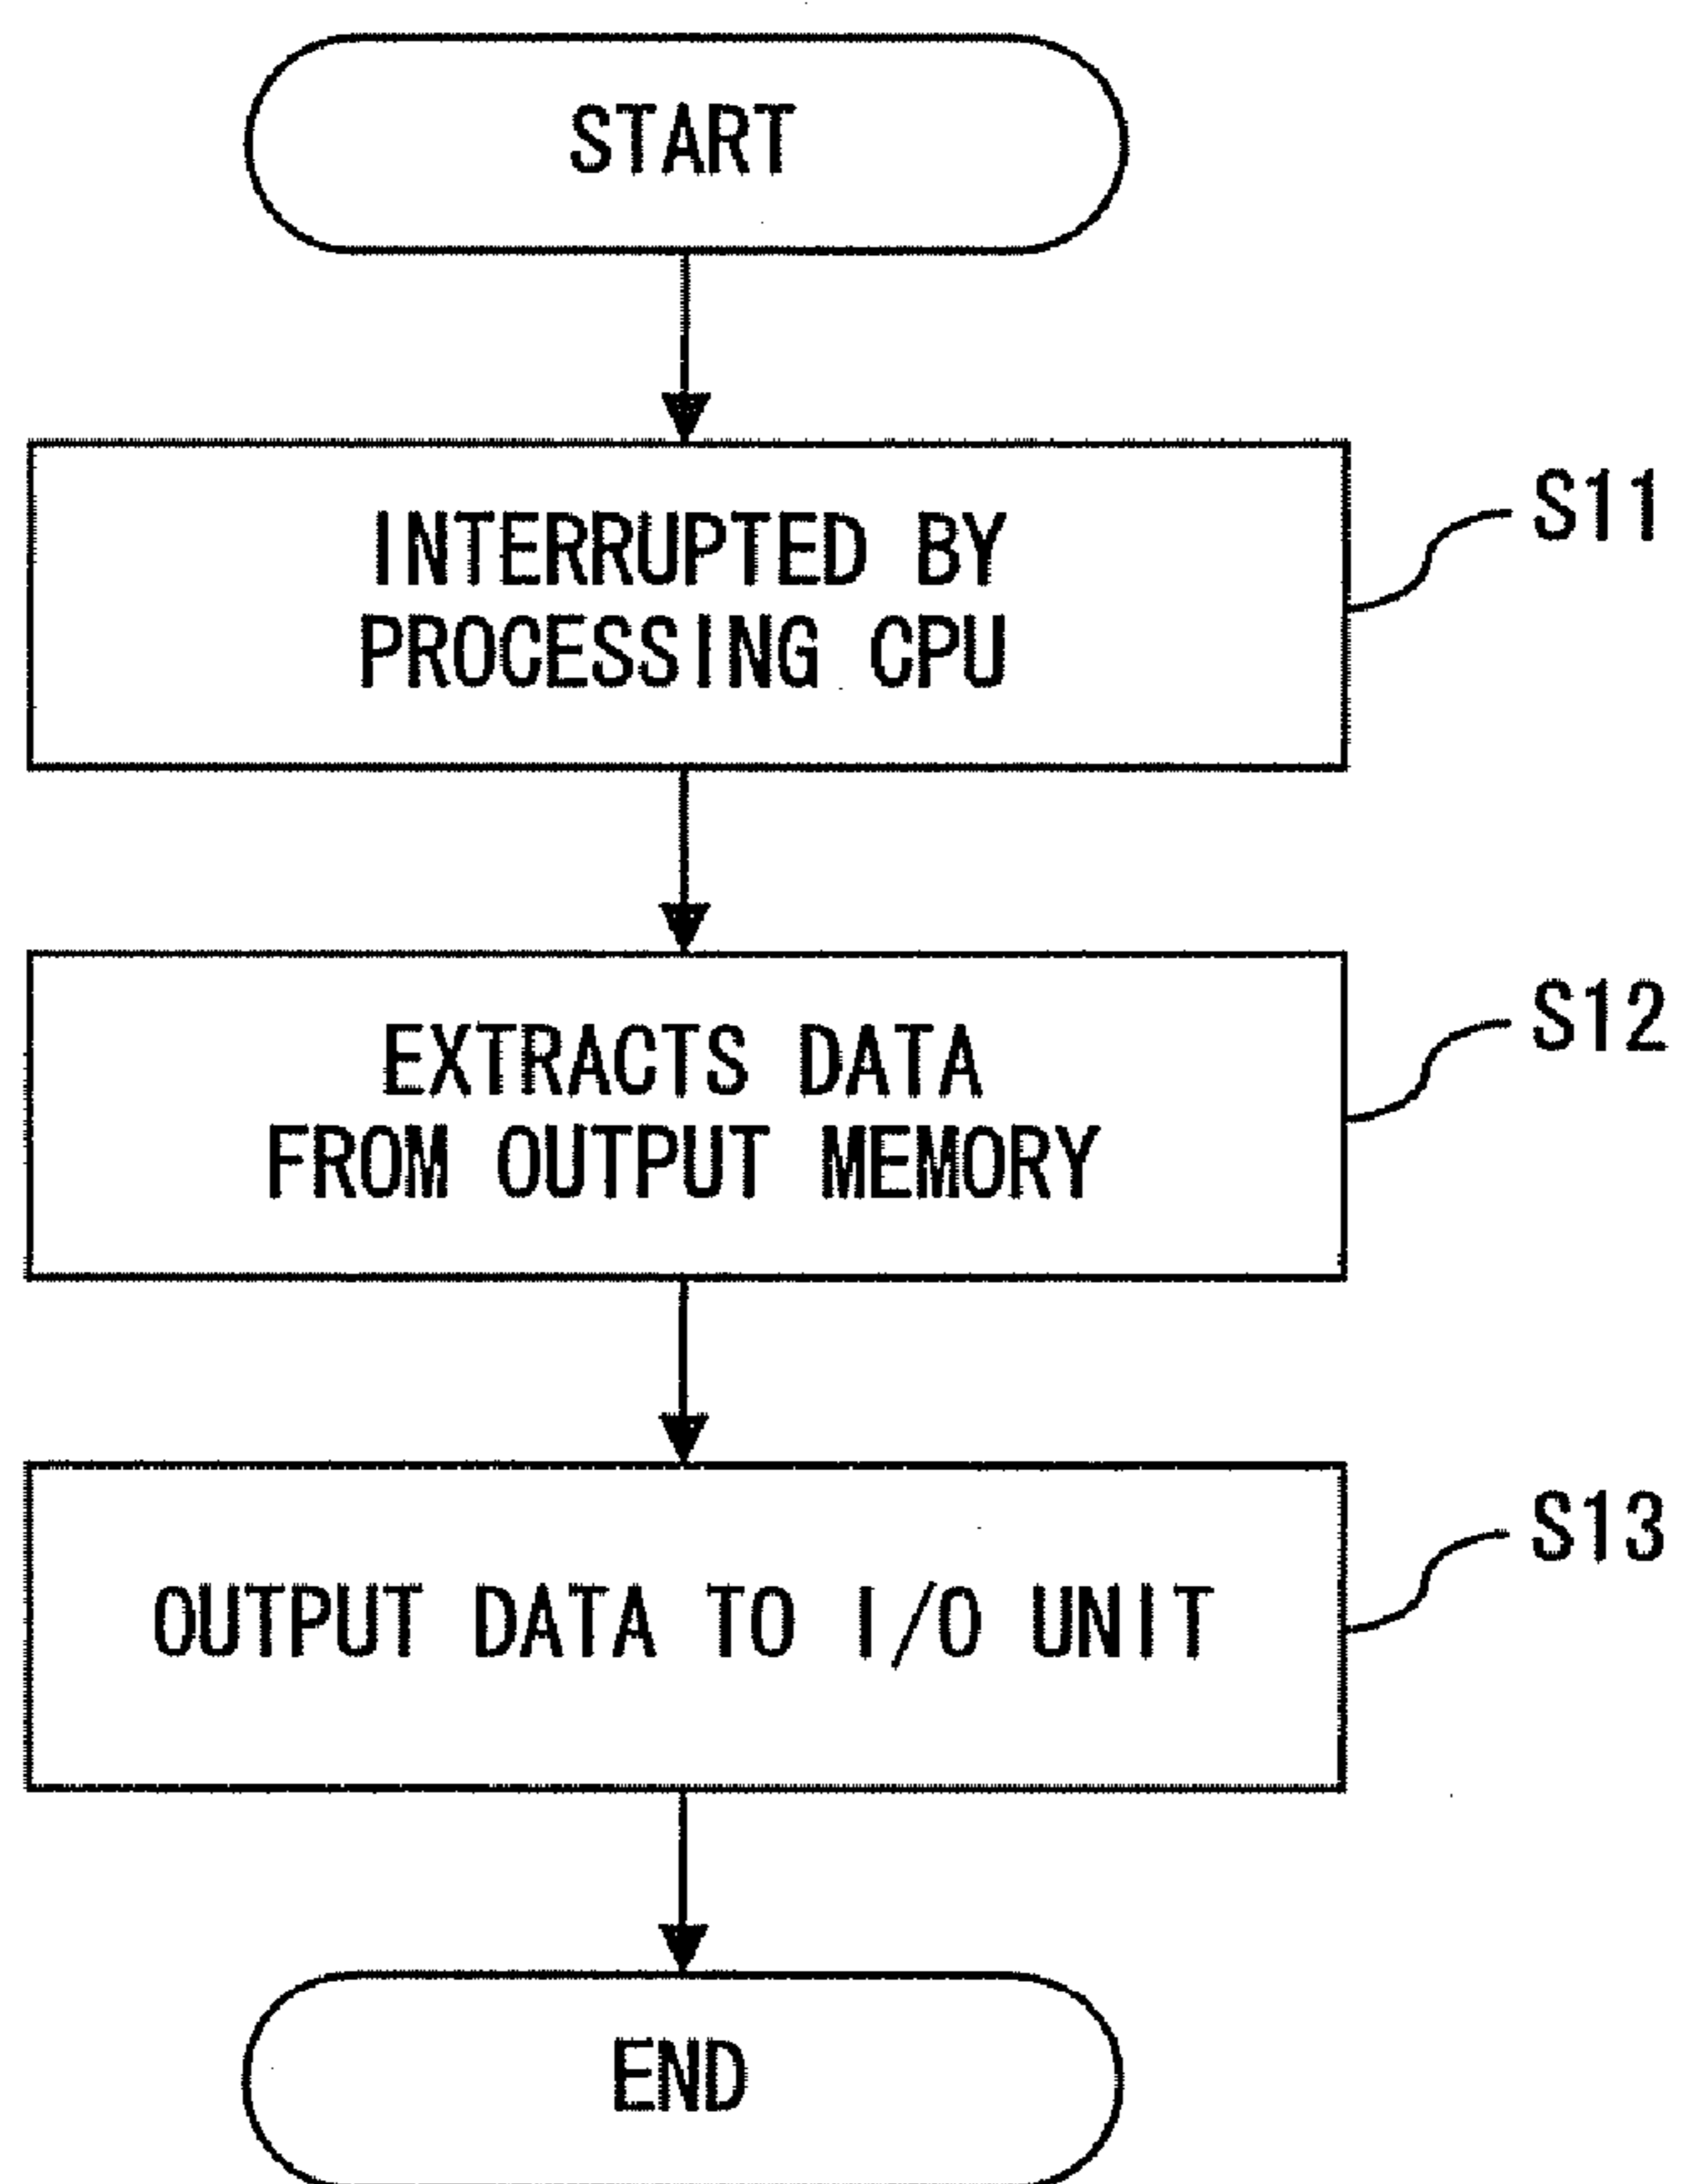 START
INTERRUPTED BY
PROCESSING CPU
S11
EXTRACTS DATA
FROM OUTPUT MEMORY
S12
OUTPUT DATA TO I/O UNIT
S13
END